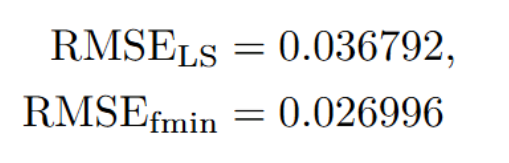 RMSE_LS = 0.036792,
RMSE_fmin = 0.026996